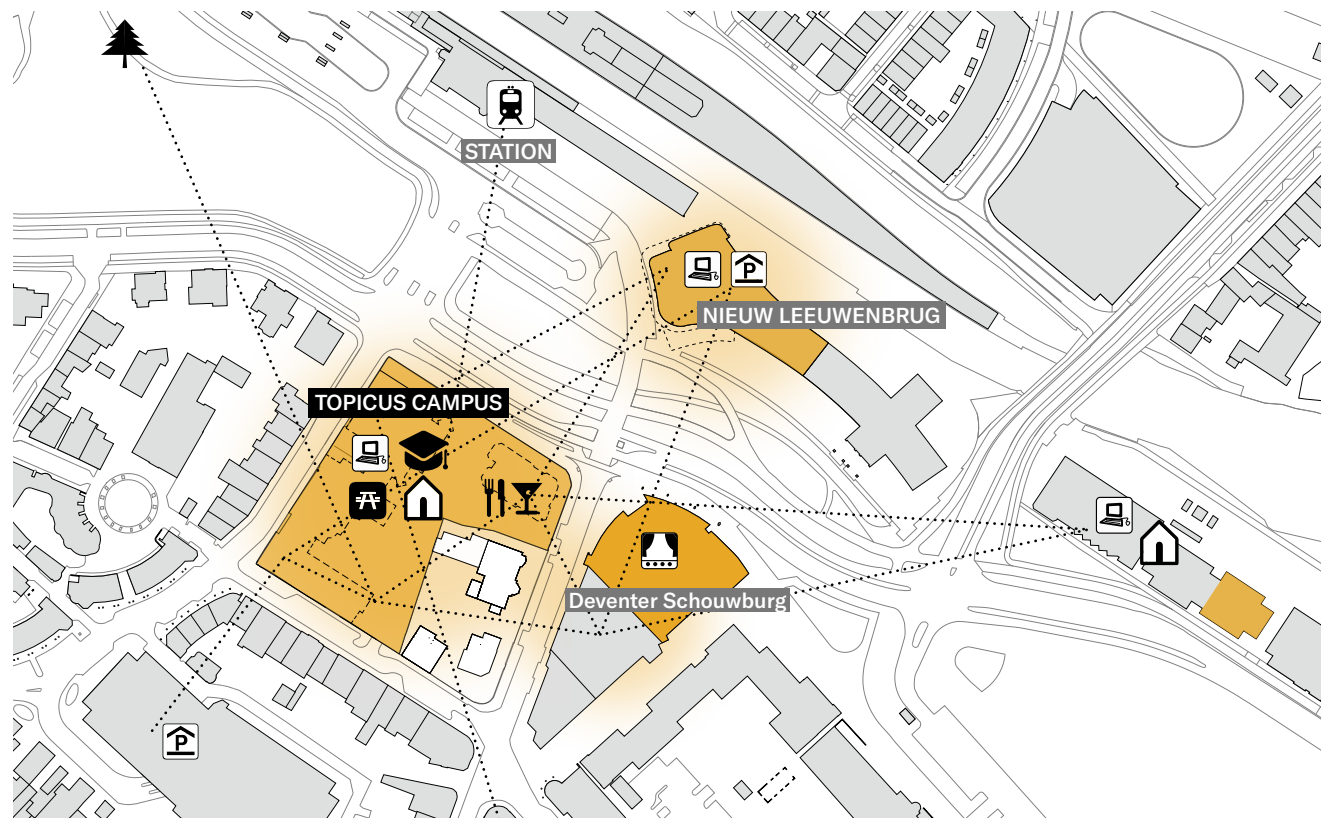 STATION
NIEUW LEEUWENBRUG
P
TOPICUS CAMPUS
Deventer Schouwburg
P